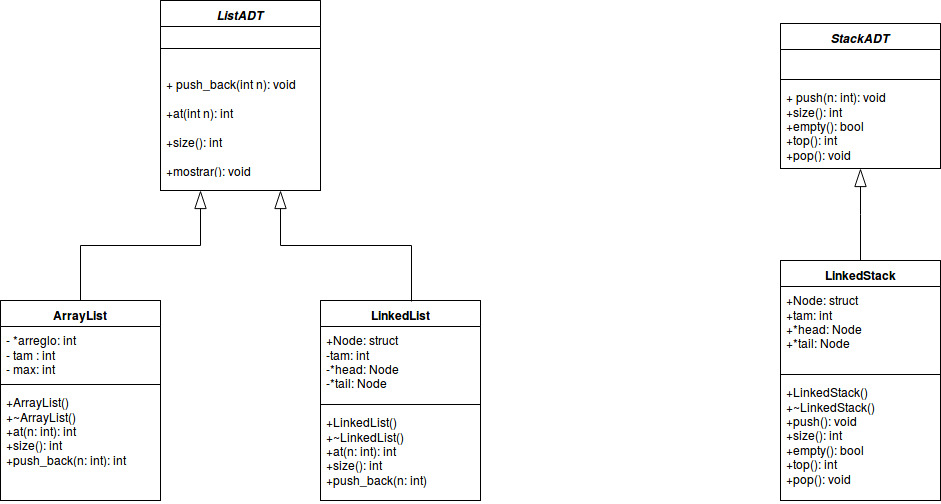 ListADT
+ push_back(int n): void
+at(int n): int
+size(): int
+mostrar(): void
StackADT
+ push(n: int): void
+size(): int
+empty(): bool
+top(): int
+pop(): void
ArrayList
- *arreglo: int
- tam : int
- max: int
+ArrayList()
+~ArrayList()
+at(n: int): int
+size(): int
+push_back(n: int): int
LinkedList
+Node: struct
-tam: int
-*head: Node
-*tail: Node
+LinkedList()
+~LinkedList()
+at(n: int): int
+size(): int
+push_back(n: int)
LinkedStack
+Node: struct
+tam: int
+*head: Node
+*tail: Node
+LinkedStack()
+~LinkedStack()
+push(): void
+size(): int
+empty(): bool
+top(): int
+pop(): void